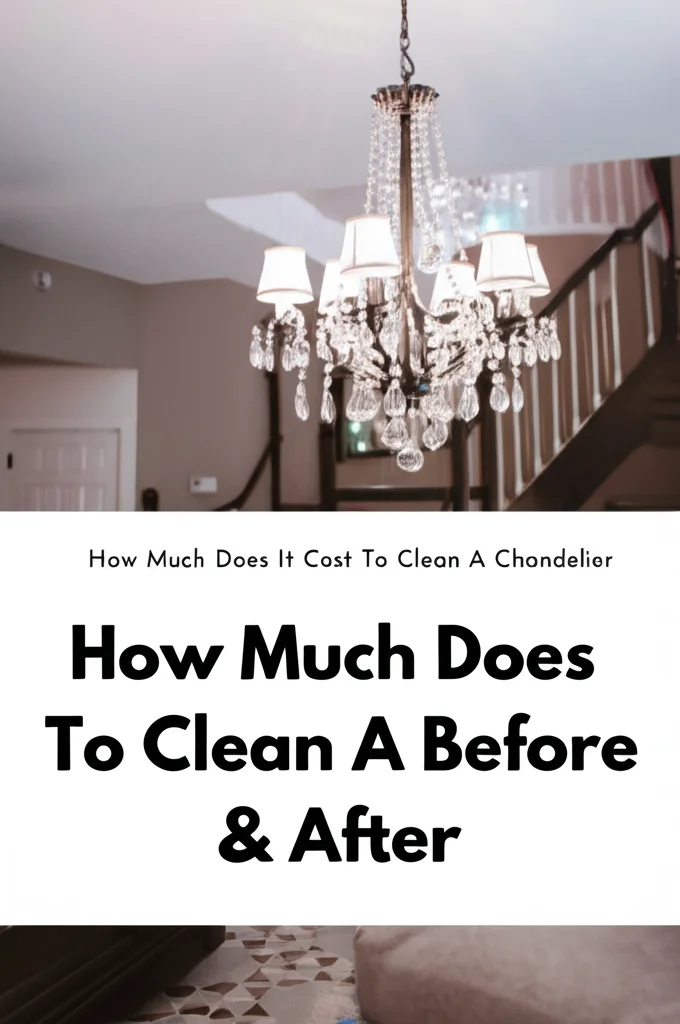 How Much Does It Cost To Clean A Chondelier
How Much Does
To Clean A Before
& After